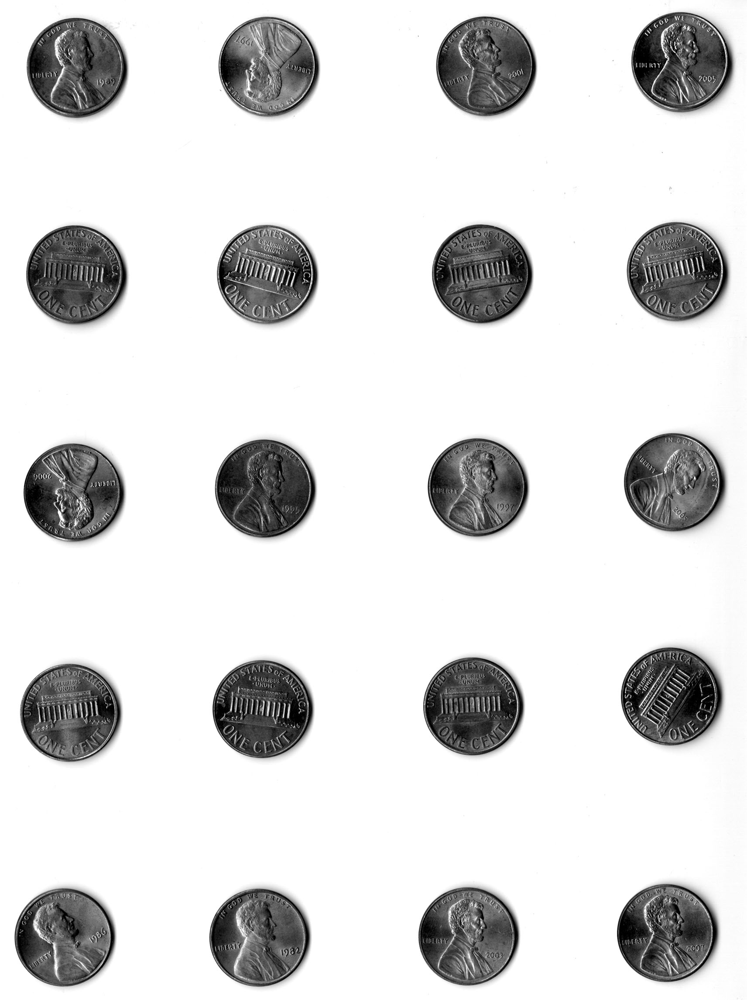 IN GOD WE TRUST
LIBERTY
1989
1997
LIBERTY
IN GOD WE TRUST
IN GOD WE TRUST
LIBERTY
2001
IN GOD WE TRUST
LIBERTY
2005
UNITED STATES OF AMERICA
E·PLURIBUS
·UNUM·
ONE CENT
UNITED STATES OF AMERICA
E·PLURIBUS
·UNUM·
ONE CENT
UNITED STATES OF AMERICA
E·PLURIBUS
·UNUM·
ONE CENT
UNITED STATES OF AMERICA
E·PLURIBUS
·UNUM·
ONE CENT
2006
LIBERTY
IN GOD WE TRUST
IN GOD WE TRUST
LIBERTY
1995
IN GOD WE TRUST
LIBERTY
1997
IN GOD WE TRUST
LIBERTY
2005
UNITED STATES OF AMERICA
E·PLURIBUS
·UNUM·
ONE CENT
UNITED STATES OF AMERICA
E·PLURIBUS
·UNUM·
ONE CENT
UNITED STATES OF AMERICA
E·PLURIBUS
·UNUM·
ONE CENT
UNITED STATES OF AMERICA
E·PLURIBUS
·UNUM·
ONE CENT
IN GOD WE TRUST
LIBERTY
1986
IN GOD WE TRUST
LIBERTY
1982
IN GOD WE TRUST
LIBERTY
2003
IN GOD WE TRUST
LIBERTY
2007